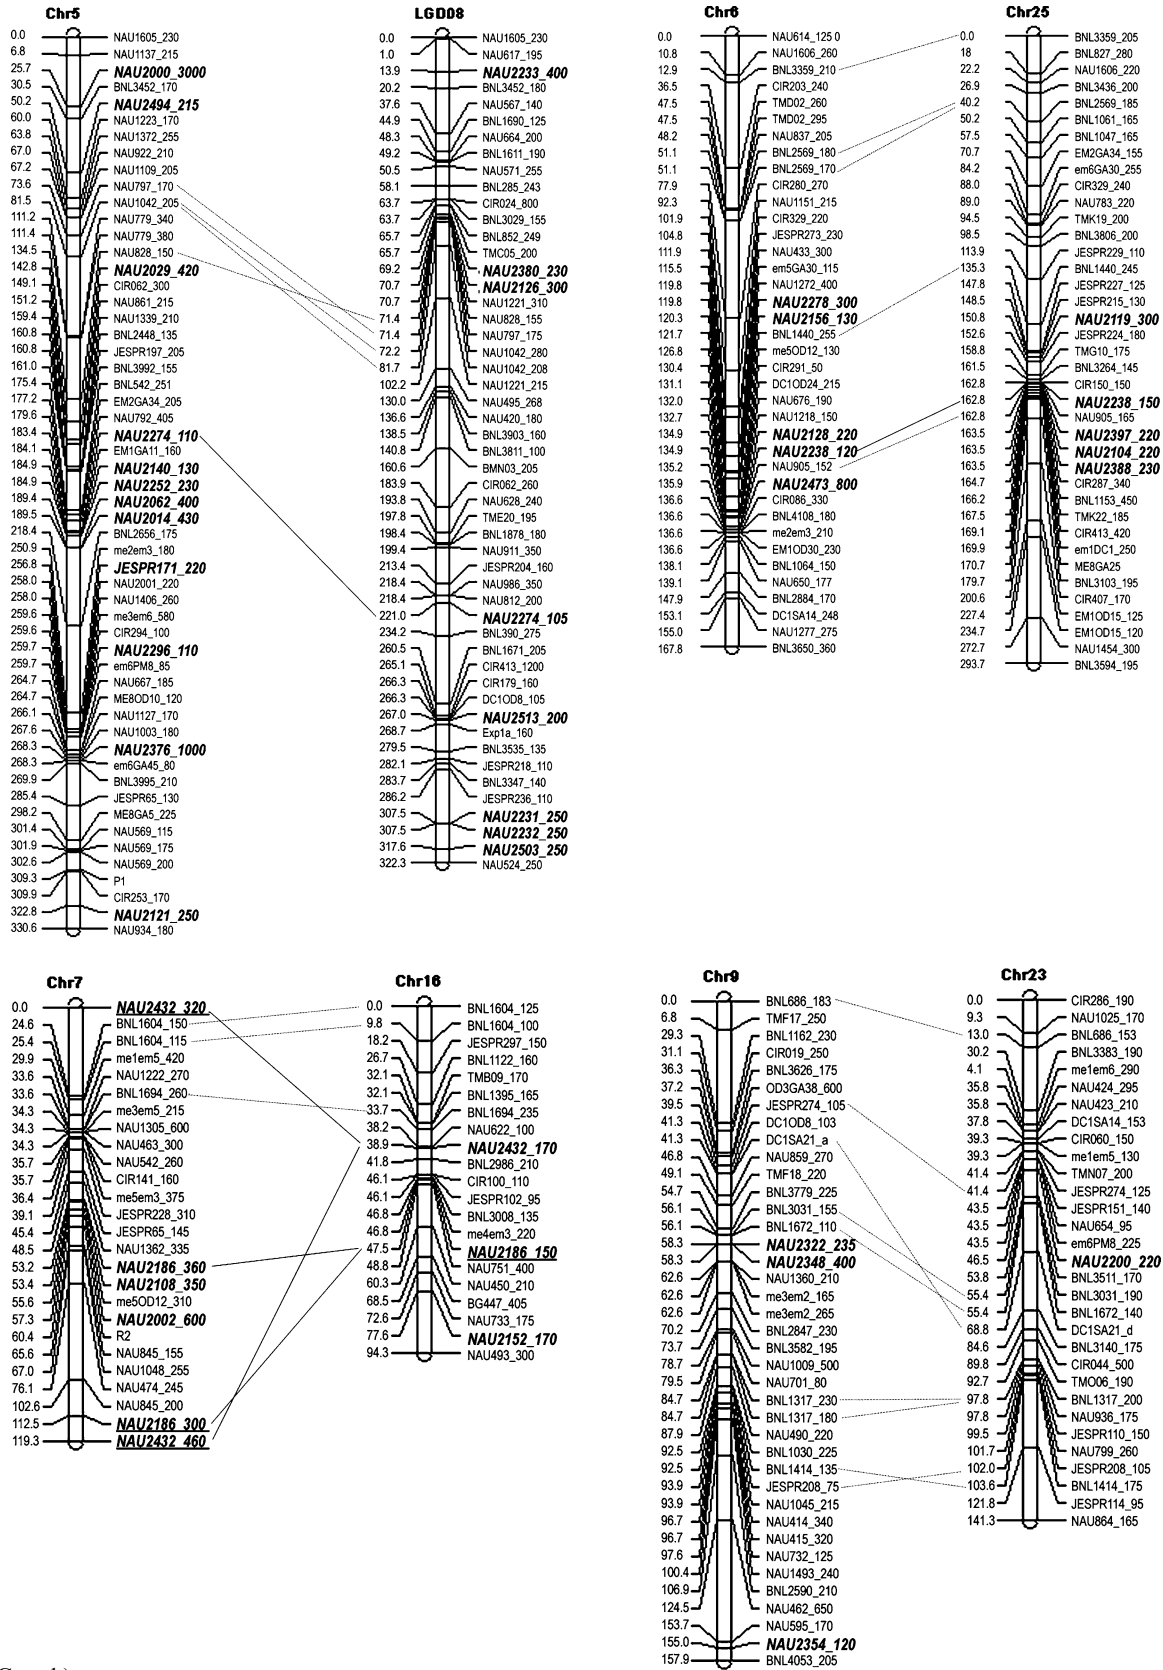 Chr5
0.0 NAU1605_230
6.8 NAU1137_215
25.7 NAU2000_3000
30.5 BNL3452_170
50.2 NAU2494_215
60.0 NAU1223_170
63.8 NAU1372_255
67.0 NAU922_210
67.2 NAU1109_205
73.6 NAU797_170
81.5 NAU1042_205
111.2 NAU779_340
111.4 NAU779_380
134.5 NAU828_150
142.8 NAU2029_420
149.1 CIR062_300
151.2 NAU861_215
159.4 NAU1339_210
160.8 BNL2448_135
160.8 JESPR197_205
161.0 BNL3992_155
175.4 BNL542_251
177.2 EM2GA34_205
179.6 NAU792_405
183.4 NAU2274_110
184.1 EM1GA11_160
184.9 NAU2140_130
184.9 NAU2252_230
189.4 NAU2062_400
189.5 NAU2014_430
218.4 BNL2656_175
250.9 me2em3_180
256.8 JESPR171_220
258.0 NAU2001_220
258.0 NAU1406_260
259.6 me3em6_580
259.6 CIR294_100
259.7 NAU2296_110
259.7 em6PM8_85
264.7 NAU667_185
264.7 ME8OD10_120
266.1 NAU1127_170
267.6 NAU1003_180
268.3 NAU2376_1000
268.3 em6GA45_80
269.9 BNL3995_210
285.4 JESPR65_130
298.2 ME8GA5_225
301.4 NAU569_115
301.9 NAU569_175
302.6 NAU569_200
309.3 P1
309.9 CIR253_170
322.8 NAU2121_250
330.6 NAU934_180
LGD08
0.0 NAU1605_230
1.0 NAU617_195
13.9 NAU2233_400
20.2 BNL3452_180
37.6 NAU567_140
44.9 BNL1690_125
48.3 NAU664_200
49.2 BNL1611_190
50.5 NAU571_255
58.1 BNL285_243
63.7 CIR024_800
63.7 BNL3029_155
65.7 BNL852_249
65.7 TMC05_200
69.2 NAU2380_230
70.7 NAU2126_300
70.7 NAU1221_310
71.4 NAU828_155
71.4 NAU797_175
72.2 NAU1042_280
81.7 NAU1042_208
102.2 NAU1221_215
130.0 NAU495_268
136.6 NAU420_180
138.5 BNL3903_160
140.8 BNL3811_100
160.6 BMN03_205
183.9 CIR062_260
193.8 NAU628_240
197.8 TME20_195
198.4 BNL1878_180
199.4 NAU911_350
213.4 JESPR204_160
218.4 NAU986_350
218.4 NAU812_200
221.0 NAU2274_105
234.2 BNL390_275
260.5 BNL1671_205
265.1 CIR413_1200
266.3 CIR179_160
266.3 DC1OD8_105
267.0 NAU2513_200
268.7 Exp1a_160
279.5 BNL3535_135
282.1 JESPR218_110
283.7 BNL3347_140
286.2 JESPR236_110
307.5 NAU2231_250
307.5 NAU2232_250
317.6 NAU2503_250
322.3 NAU524_250
Chr6
0.0 NAU614_125 0
10.8 NAU1606_260
12.9 BNL3359_210
36.5 CIR203_240
47.5 TMD02_260
47.5 TMD02_295
48.2 NAU837_205
51.1 BNL2569_180
51.1 BNL2569_170
77.9 CIR280_270
92.3 NAU1151_215
101.9 CIR329_220
104.8 JESPR273_230
111.9 NAU433_300
115.5 em5GA30_115
119.8 NAU1272_400
119.8 NAU2278_300
120.3 NAU2156_130
121.7 BNL1440_255
126.8 me5OD12_130
130.4 CIR291_50
131.1 DC1OD24_215
132.0 NAU676_190
132.7 NAU1218_150
134.9 NAU2128_220
134.9 NAU2238_120
135.2 NAU905_152
135.9 NAU2473_800
136.6 CIR086_330
136.6 BNL4108_180
136.6 me2em3_210
136.6 EM1OD30_230
138.1 BNL1064_150
139.1 NAU650_177
147.9 BNL2884_170
153.1 DC1SA14_248
155.0 NAU1277_275
167.8 BNL3650_360
Chr25
0.0 BNL3359_205
18 BNL827_280
22.2 NAU1606_220
26.9 BNL3436_200
40.2 BNL2569_185
50.2 BNL1061_165
57.5 BNL1047_165
70.7 EM2GA34_155
84.2 em6GA30_255
88.0 CIR329_240
89.0 NAU783_220
94.5 TMK19_200
98.5 BNL3806_200
113.9 JESPR229_110
135.3 BNL1440_245
147.8 JESPR227_125
148.5 JESPR215_130
150.8 NAU2119_300
152.6 JESPR224_180
158.8 TMG10_175
161.5 BNL3264_145
162.8 CIR150_150
162.8 NAU2238_150
162.8 NAU905_165
163.5 NAU2397_220
163.5 NAU2104_220
163.5 NAU2388_230
164.7 CIR287_340
166.2 BNL1153_450
167.5 TMK22_185
169.1 CIR413_420
169.9 em1DC1_250
170.7 ME8GA25
179.7 BNL3103_195
200.6 CIR407_170
227.4 EM1OD15_125
234.7 EM1OD15_120
272.7 NAU1454_300
293.7 BNL3594_195
Chr7
0.0 NAU2432_320
24.6 BNL1604_150
25.4 BNL1604_115
29.9 me1em5_420
33.6 NAU1222_270
33.6 BNL1694_260
34.3 me3em5_215
34.3 NAU1305_600
34.3 NAU463_300
35.7 NAU542_260
35.7 CIR141_160
36.4 me5em3_375
39.1 JESPR228_310
45.4 JESPR65_145
48.5 NAU1362_335
53.2 NAU2186_360
53.4 NAU2108_350
55.6 me5OD12_310
57.3 NAU2002_600
60.4 R2
65.6 NAU845_155
67.0 NAU1048_255
76.1 NAU474_245
102.6 NAU845_200
112.5 NAU2186_300
119.3 NAU2432_460
Chr16
0.0 BNL1604_125
9.8 BNL1604_100
18.2 JESPR297_150
26.7 BNL1122_160
32.1 TMB09_170
32.1 BNL1395_165
33.7 BNL1694_235
38.2 NAU622_100
38.9 NAU2432_170
41.8 BNL2986_210
46.1 CIR100_110
46.1 JESPR102_95
46.8 BNL3008_135
46.8 me4em3_220
47.5 NAU2186_150
48.8 NAU751_400
60.3 NAU450_210
68.5 BG447_405
72.6 NAU733_175
77.6 NAU2152_170
94.3 NAU493_300
Chr9
0.0 BNL686_183
6.8 TMF17_250
29.3 BNL1162_230
31.1 CIR019_250
36.3 BNL3626_175
37.2 OD3GA38_600
39.5 JESPR274_105
41.3 DC1OD8_103
41.3 DC1SA21_a
46.8 NAU859_270
49.1 TMF18_220
54.7 BNL3779_225
56.1 BNL3031_155
56.1 BNL1672_110
58.3 NAU2322_235
58.3 NAU2348_400
62.6 NAU1360_210
62.6 me3em2_165
62.6 me3em2_265
70.2 BNL2847_230
73.7 BNL3582_195
78.7 NAU1009_500
79.5 NAU701_80
84.7 BNL1317_230
84.7 BNL1317_180
87.9 NAU490_220
92.5 BNL1030_225
92.5 BNL1414_135
93.9 JESPR208_75
93.9 NAU1045_215
96.7 NAU414_340
96.7 NAU415_320
97.6 NAU732_125
100.4 NAU1493_240
106.9 BNL2590_210
124.5 NAU462_650
153.7 NAU595_170
155.0 NAU2354_120
157.9 BNL4053_205
Chr23
0.0 CIR286_190
9.3 NAU1025_170
13.0 BNL686_153
30.2 BNL3383_190
4.1 me1em6_290
35.8 NAU424_295
35.8 NAU423_210
37.8 DC1SA14_153
39.3 CIR060_150
39.3 me1em5_130
41.4 TMN07_200
41.4 JESPR274_125
43.5 JESPR151_140
43.5 NAU654_95
43.5 em6PM8_225
46.5 NAU2200_220
53.8 BNL3511_170
55.4 BNL3031_190
55.4 BNL1672_140
68.8 DC1SA21_d
84.6 BNL3140_175
89.8 CIR044_500
92.7 TMO06_190
97.8 BNL1317_200
97.8 NAU936_175
99.5 JESPR110_150
101.7 NAU799_260
102.0 JESPR208_105
103.6 BNL1414_175
121.8 JESPR114_95
141.3 NAU864_165